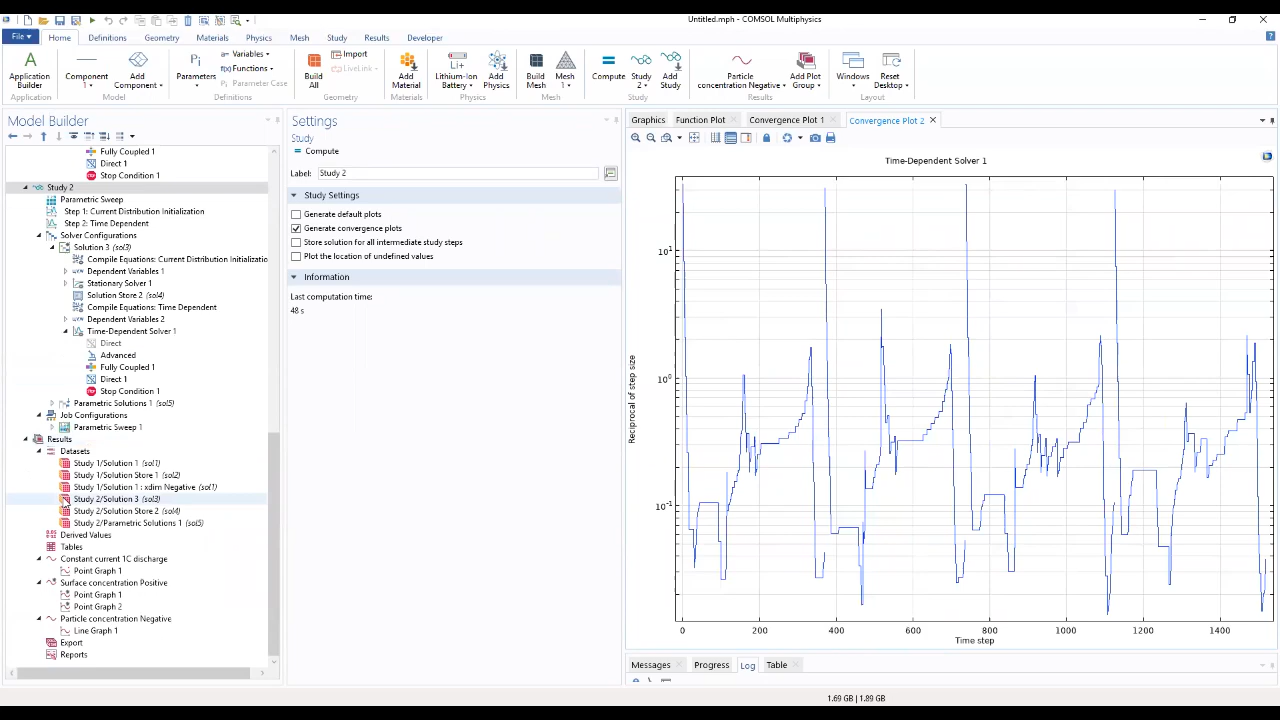 Untitled.mph - COMSOL Multiphysics
File
Home
Definitions
Geometry
Materials
Physics
Mesh
Study
Results
Developer
Application Builder
Component 1
Add Component
Parameters
Variables
Functions
Parameter Case
Build All
Import
LiveLink
Add Material
Lithium-Ion Battery
Add Physics
Build Mesh
Mesh 1
Compute
Study 2
Add Study
Particle concentration Negative
Add Plot Group
Windows
Reset Desktop
Application
Model
Definitions
Geometry
Materials
Physics
Mesh
Study
Results
Layout
Model Builder
Fully Coupled 1
Direct 1
Stop Condition 1
Study 2
Parametric Sweep
Step 1: Current Distribution Initialization
Step 2: Time Dependent
Solver Configurations
Solution 3 (sol3)
Compile Equations: Current Distribution Initializatio
Dependent Variables 1
Stationary Solver 1
Solution Store 2 (sol4)
Compile Equations: Time Dependent
Dependent Variables 2
Time-Dependent Solver 1
Direct
Advanced
Fully Coupled 1
Direct 1
Stop Condition 1
Parametric Solutions 1 (sol5)
Job Configurations
Parametric Sweep 1
Results
Datasets
Study 1/Solution 1 (sol1)
Study 1/Solution Store 1 (sol2)
Study 1/Solution 1 : xdim Negative (sol1)
Study 2/Solution 3 (sol3)
Study 2/Solution Store 2 (sol4)
Study 2/Parametric Solutions 1 (sol5)
Derived Values
Tables
Constant current 1C discharge
Point Graph 1
Surface concentration Positive
Point Graph 1
Point Graph 2
Particle concentration Negative
Line Graph 1
Export
Reports
Settings
Study
Compute
Label: Study 2
Study Settings
Generate default plots
Generate convergence plots
Store solution for all intermediate study steps
Plot the location of undefined values
Information
Last computation time:
48 s
Graphics
Function Plot
Convergence Plot 1
Convergence Plot 2
Time-Dependent Solver 1
Reciprocal of step size
10^1
10^0
10^-1
0 200 400 600 800 1000 1200 1400
Time step
Messages
Progress
Log
Table
1.69 GB | 1.89 GB